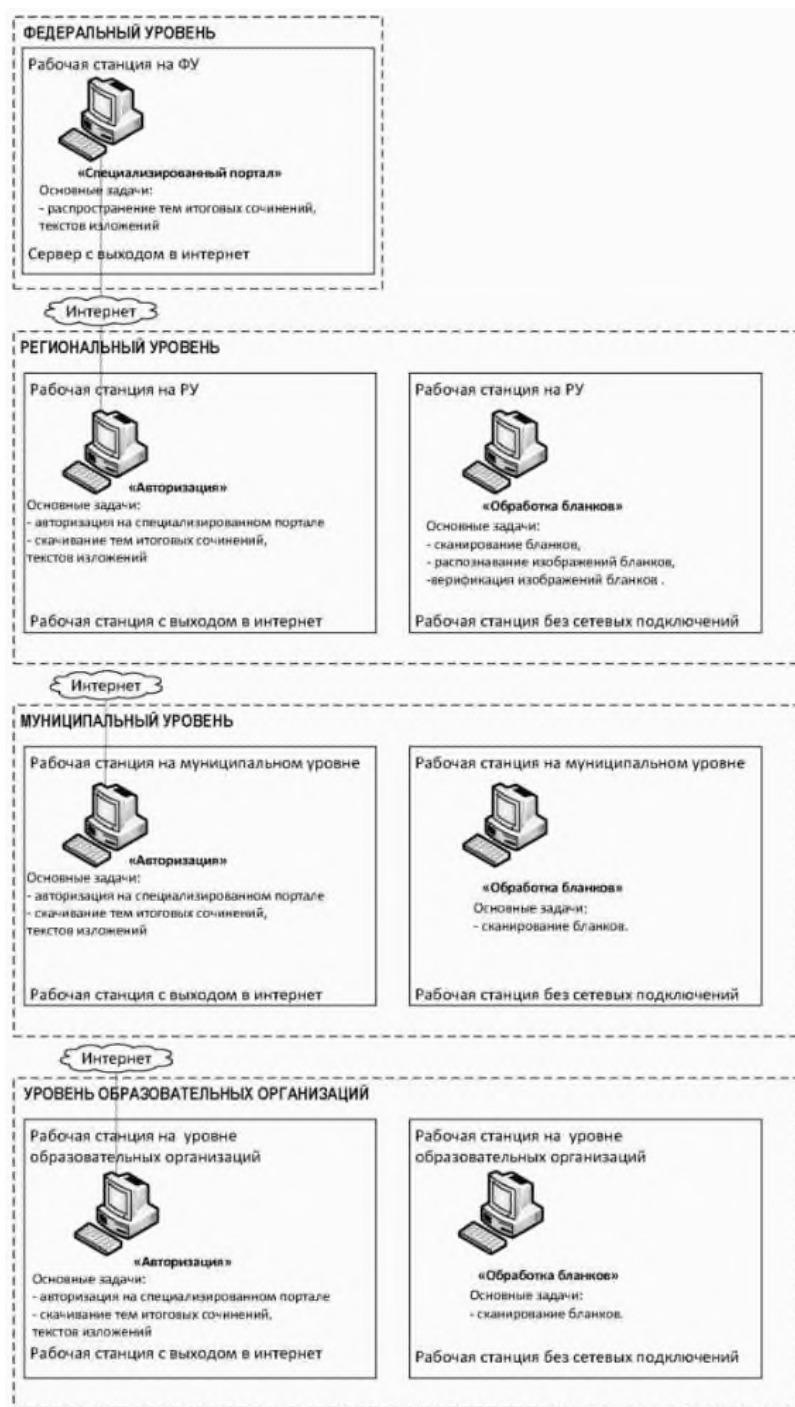 ФЕДЕРАЛЬНЫЙ УРОВЕНЬ
Рабочая станция на ФУ
«Специализированный портал»
Основные задачи:
- распространение тем итоговых сочинений,
текстов изложений
Сервер с выходом в интернет
Интернет
РЕГИОНАЛЬНЫЙ УРОВЕНЬ
Рабочая станция на РУ
«Авторизация»
Основные задачи:
- авторизация на специализированном портале
- скачивание тем итоговых сочинений,
текстов изложений
Рабочая станция с выходом в интернет
Рабочая станция на РУ
«Обработка бланков»
Основные задачи:
- сканирование бланков,
- распознавание изображений бланков,
-верификация изображений бланков .
Рабочая станция без сетевых подключений
Интернет
МУНИЦИПАЛЬНЫЙ УРОВЕНЬ
Рабочая станция на муниципальном уровне
«Авторизация»
Основные задачи:
- авторизация на специализированном портале
- скачивание тем итоговых сочинений,
текстов изложений
Рабочая станция с выходом в интернет
Рабочая станция на муниципальном уровне
«Обработка бланков»
Основные задачи:
- сканирование бланков.
Рабочая станция без сетевых подключений
Интернет
УРОВЕНЬ ОБРАЗОВАТЕЛЬНЫХ ОРГАНИЗАЦИЙ
Рабочая станция на уровне
образовательных организаций
«Авторизация»
Основные задачи:
- авторизация на специализированном портале
- скачивание тем итоговых сочинений,
текстов изложений
Рабочая станция с выходом в интернет
Рабочая станция на уровне
образовательных организаций
«Обработка бланков»
Основные задачи:
- сканирование бланков.
Рабочая станция без сетевых подключений